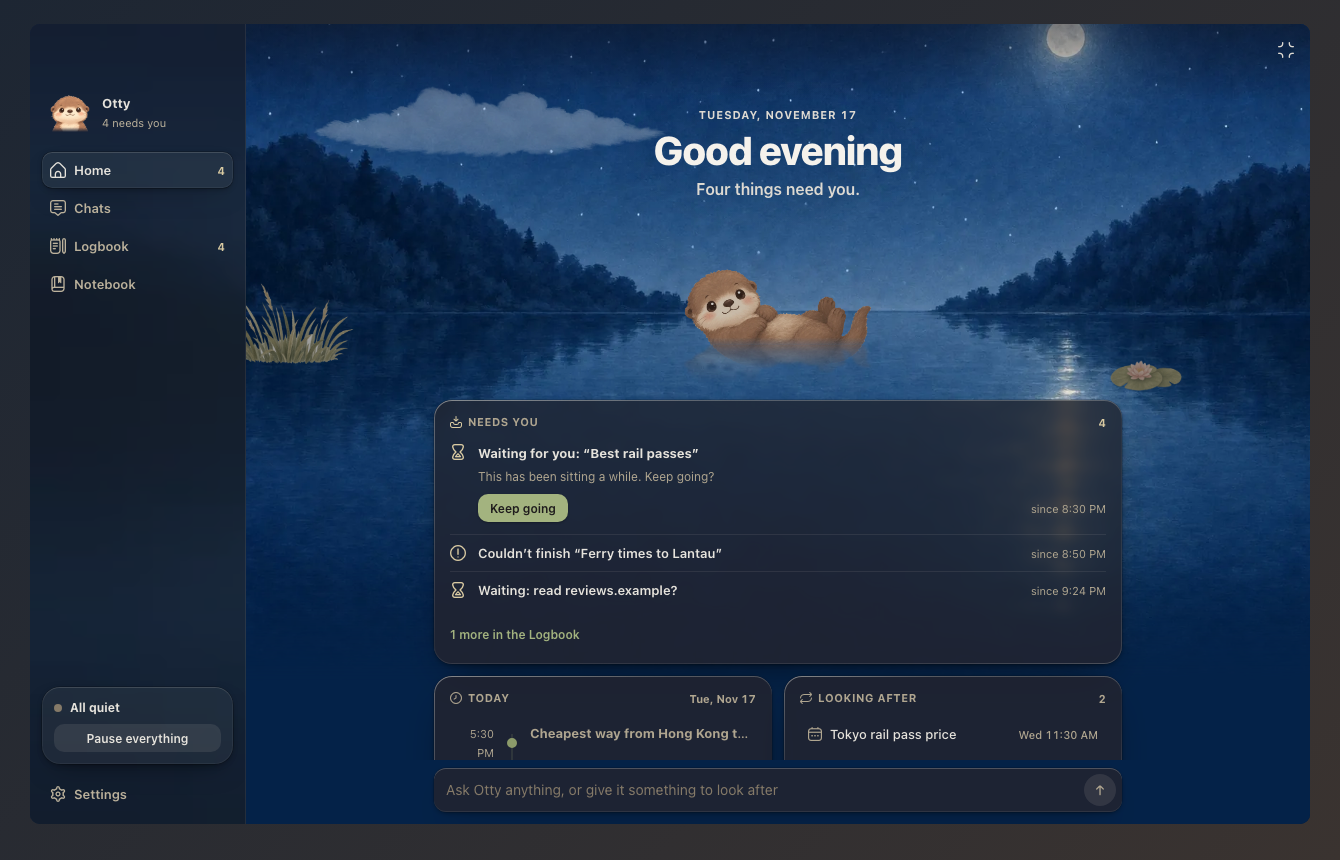 Otty
4 needs you
Home 4
Chats
Logbook 4
Notebook
All quiet
Pause everything
Settings
TUESDAY, NOVEMBER 17
Good evening
Four things need you.
NEEDS YOU 4
Waiting for you: “Best rail passes”
This has been sitting a while. Keep going?
Keep going since 8:30 PM
Couldn’t finish “Ferry times to Lantau” since 8:50 PM
Waiting: read reviews.example? since 9:24 PM
1 more in the Logbook
TODAY Tue, Nov 17
5:30 PM
Cheapest way from Hong Kong t…
LOOKING AFTER 2
Tokyo rail pass price Wed 11:30 AM
Ask Otty anything, or give it something to look after